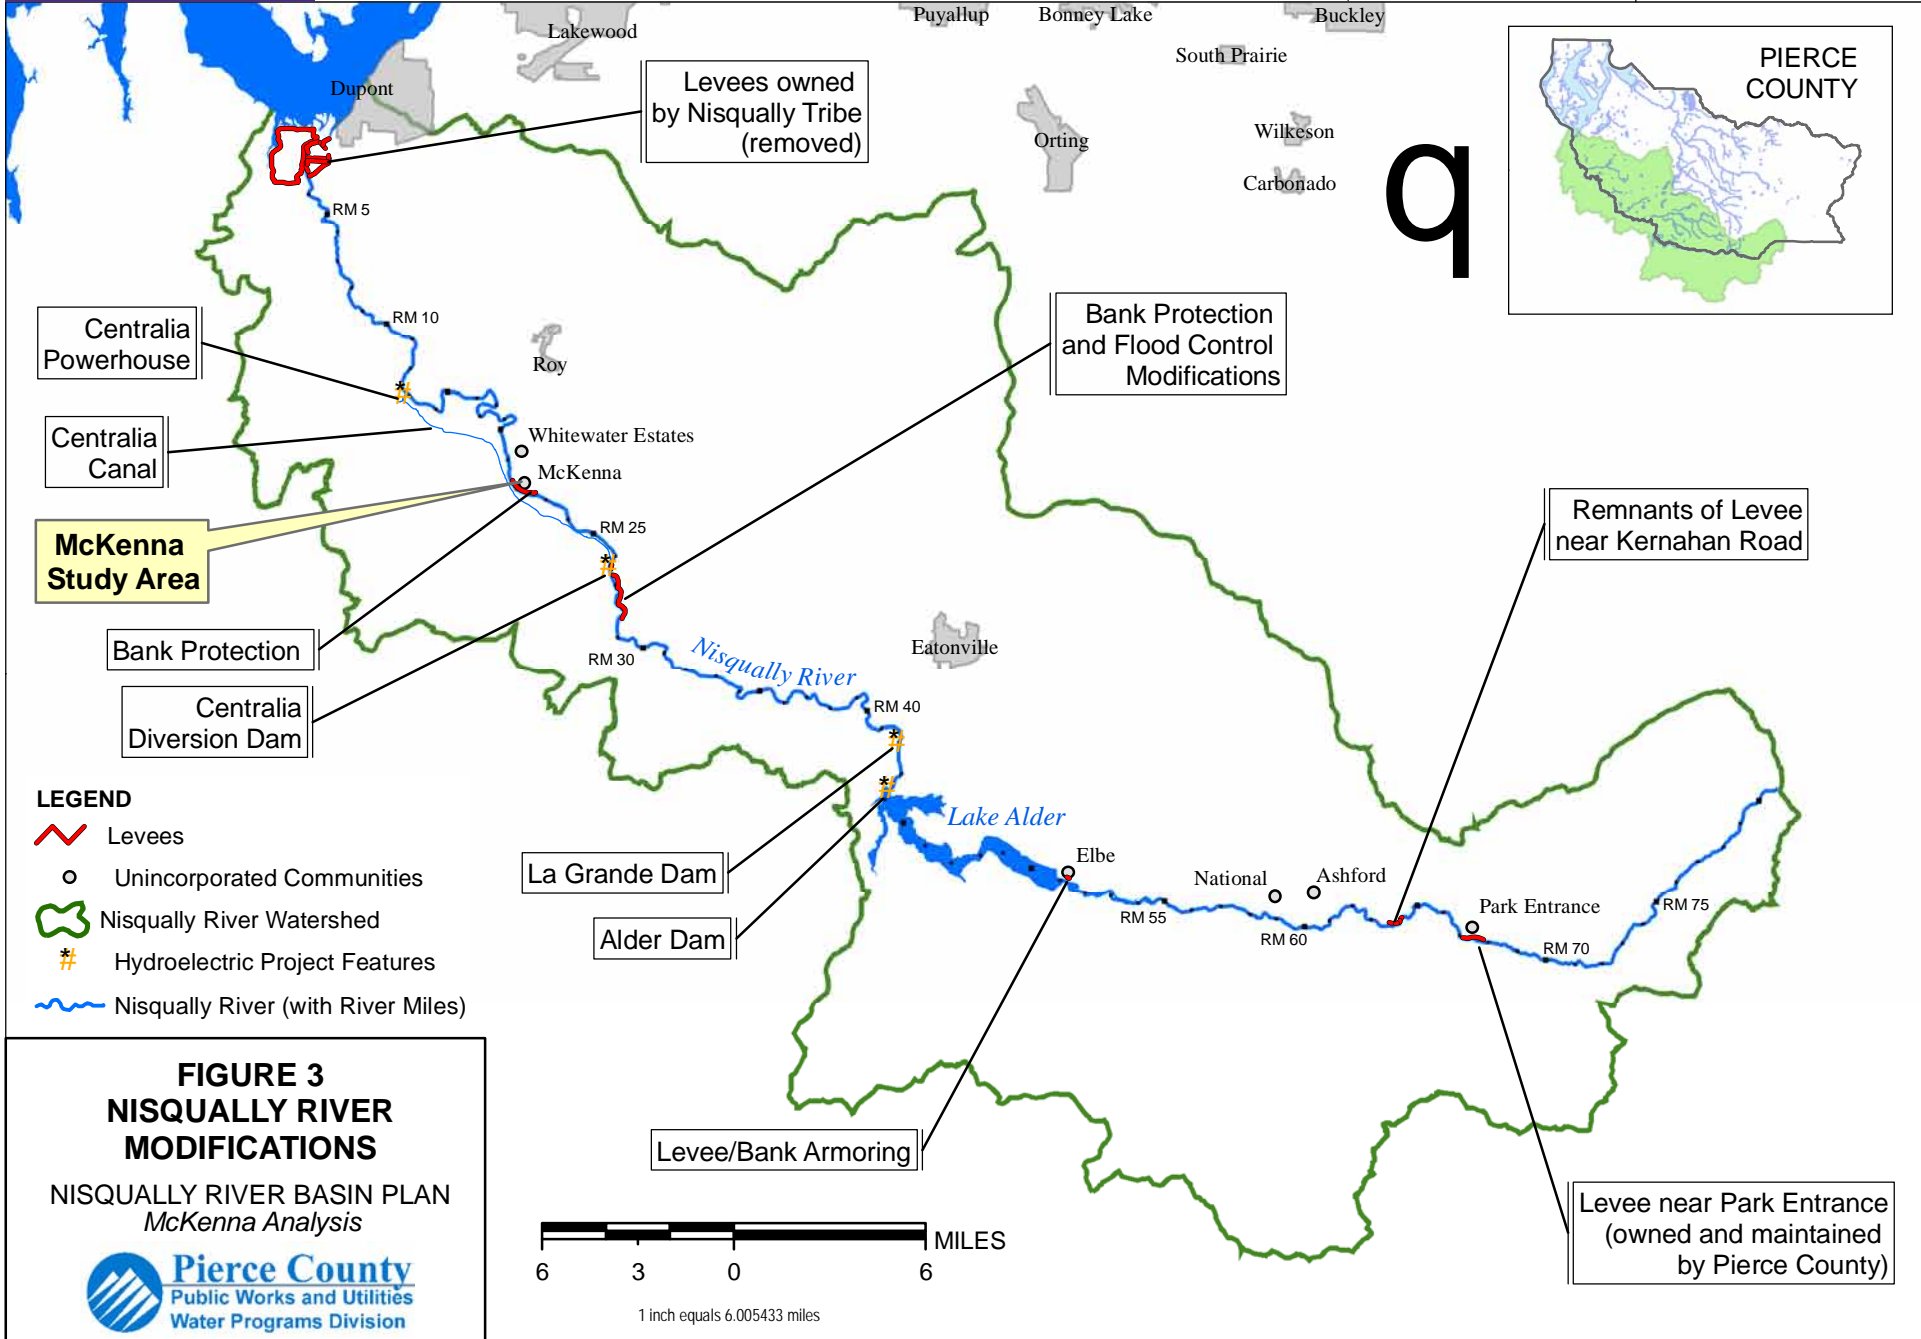 Puyallup
Bonney Lake
Buckley
Lakewood
South Prairie
Dupont
Levees owned
by Nisqually Tribe
(removed)
Orting
Wilkeson
Carbonado
q
PIERCE
COUNTY
RM 5
RM 10
Centralia
Powerhouse
Bank Protection
and Flood Control
Modifications
Roy
Centralia
Canal
Whitewater Estates
McKenna
McKenna
Study Area
RM 25
Remnants of Levee
near Kernahan Road
Bank Protection
RM 30
Nisqually River
Eatonville
Centralia
Diversion Dam
RM 40
Lake Alder
La Grande Dam
Alder Dam
Elbe
National
Ashford
Park Entrance
RM 55
RM 60
RM 70
RM 75
LEGEND
Levees
Unincorporated Communities
Nisqually River Watershed
*
#
Hydroelectric Project Features
Nisqually River (with River Miles)
Levee/Bank Armoring
Levee near Park Entrance
(owned and maintained
by Pierce County)
FIGURE 3
NISQUALLY RIVER
MODIFICATIONS
NISQUALLY RIVER BASIN PLAN
McKenna Analysis
Pierce County
Public Works and Utilities
Water Programs Division
MILES
6 3 0 6
1 inch equals 6.005433 miles